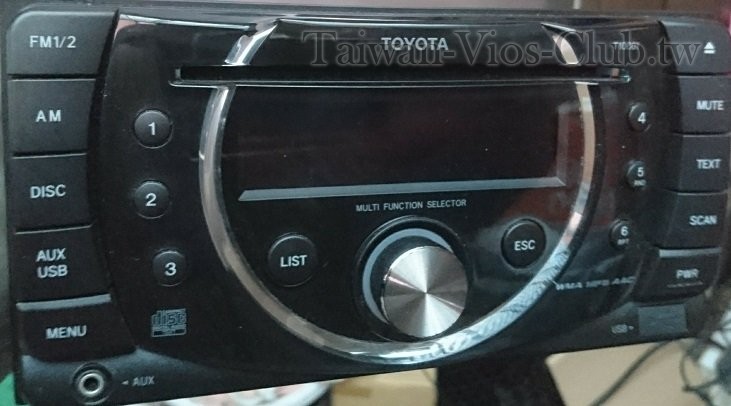 TOYOTA
Taiwan-Vios-Club.tw
FM1/2
AM
DISC
AUX
USB
MENU
1
2
3
4
5
6
MUTE
TEXT
SCAN
PWR
MULTI FUNCTION SELECTOR
LIST
ESC
WMA MP3 AAC
disc
AUX
USB